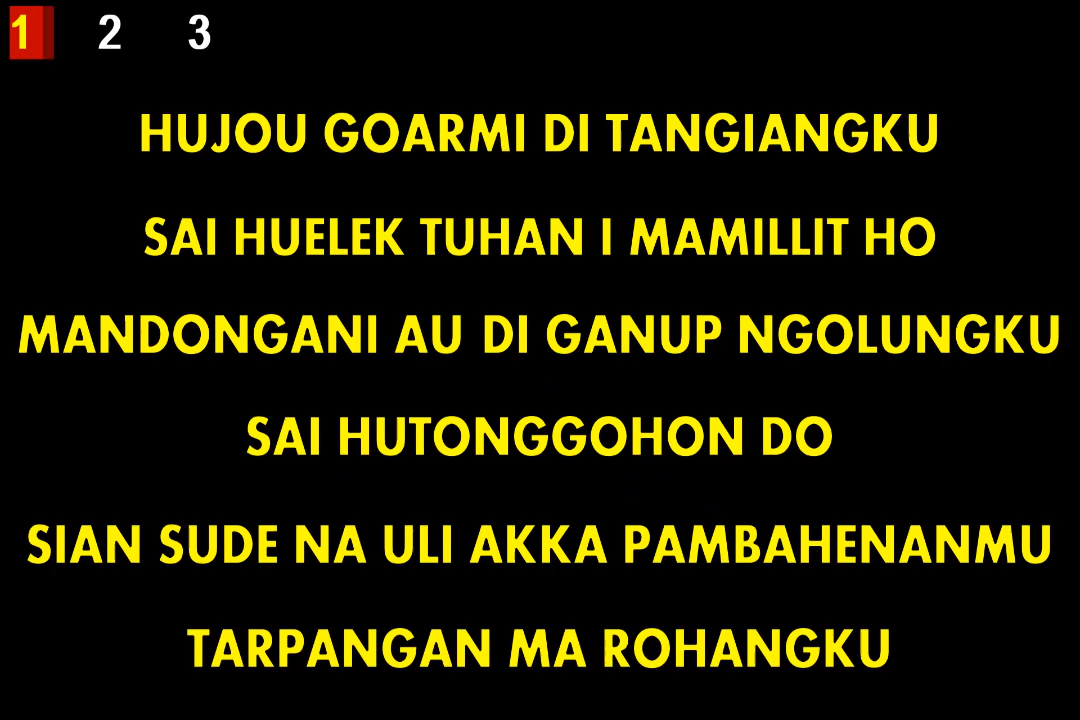 1 2 3
HUJOU GOARMI DI TANGIANGKU
SAI HUELEK TUHAN I MAMILLIT HO
MANDONGANI AU DI GANUP NGOLUNGKU
SAI HUTONGGOHON DO
SIAN SUDE NA ULI AKKA PAMBAHENANMU
TARPANGAN MA ROHANGKU